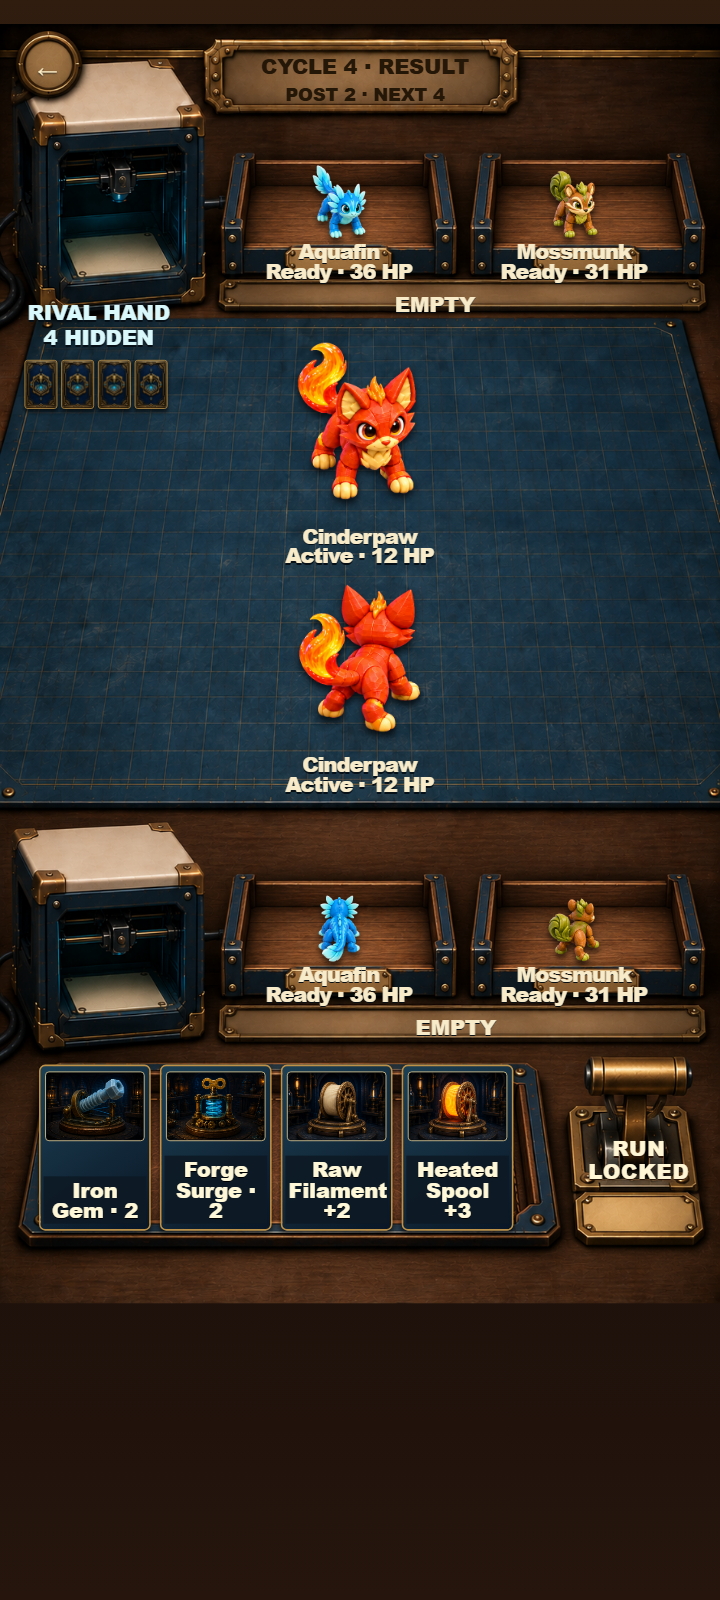 ←
CYCLE 4 · RESULT
POST 2 · NEXT 4
Aquafin
Ready · 36 HP
Mossmunk
Ready · 31 HP
EMPTY
RIVAL HAND
4 HIDDEN
Cinderpaw
Active · 12 HP
Cinderpaw
Active · 12 HP
Aquafin
Ready · 36 HP
Mossmunk
Ready · 31 HP
EMPTY
Iron
Gem · 2
Forge
Surge ·
2
Raw
Filament
+2
Heated
Spool
+3
RUN
LOCKED